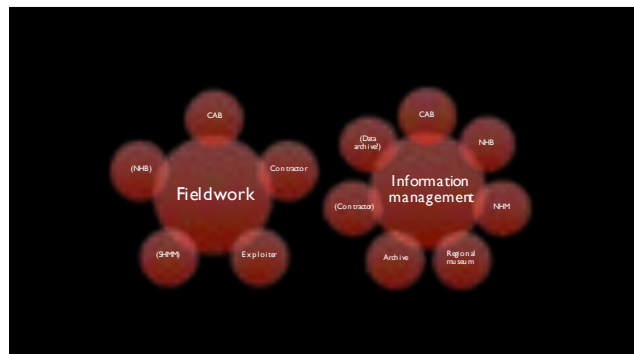 CAB
(NHB)
Contractor
Fieldwork
(SHMM)
Exploiter
CAB
(Data
archive?)
NHB
Information
management
(Contractor)
NHM
Archive
Regional
museum